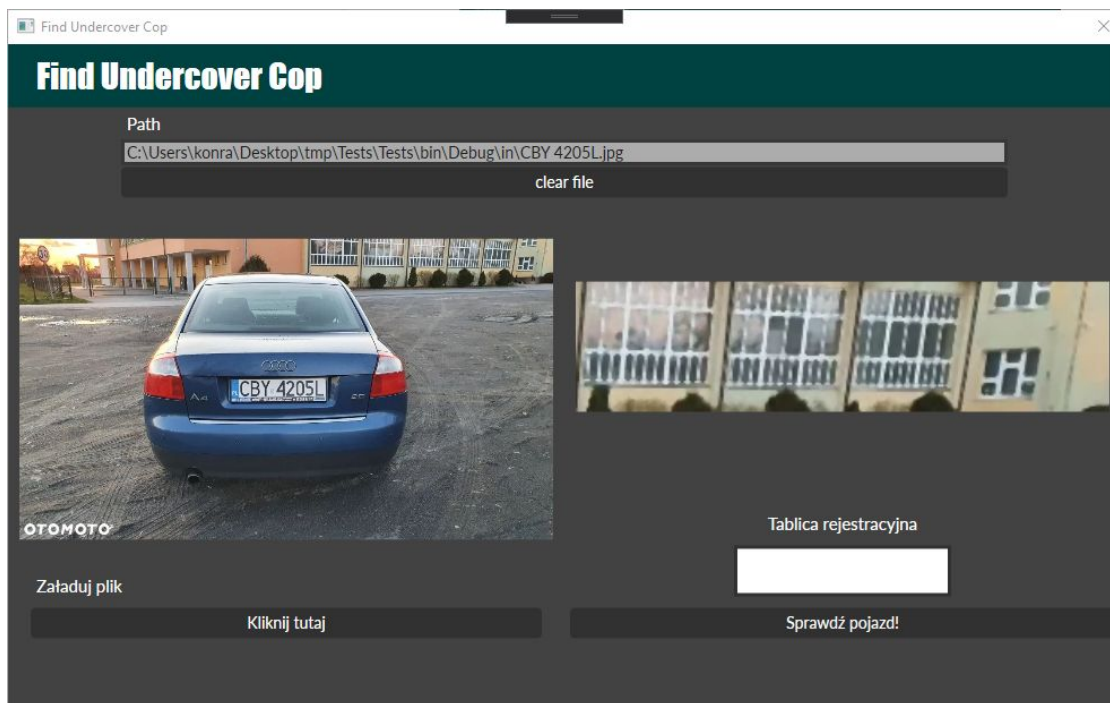 Find Undercover Cop
Find Undercover Cop
Path
C:\Users\konra\Desktop\tmp\Tests\Tests\bin\Debug\in\CBY 4205L.jpg
clear file
CBY 4205L
A4
OTOMOTO
Tablica rejestracyjna
Załaduj plik
Kliknij tutaj
Sprawdź pojazd!